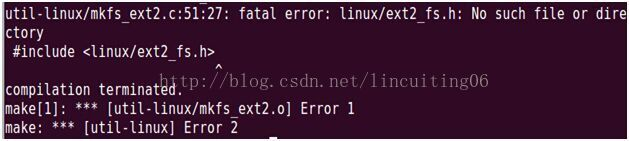 util-linux/mkfs_ext2.c:51:27: fatal error: linux/ext2_fs.h: No such file or dire
ctory
 #include <linux/ext2_fs.h>
                           ^
http://blog.csdn.net/lincuiting06
compilation terminated.
make[1]: *** [util-linux/mkfs_ext2.o] Error 1
make: *** [util-linux] Error 2